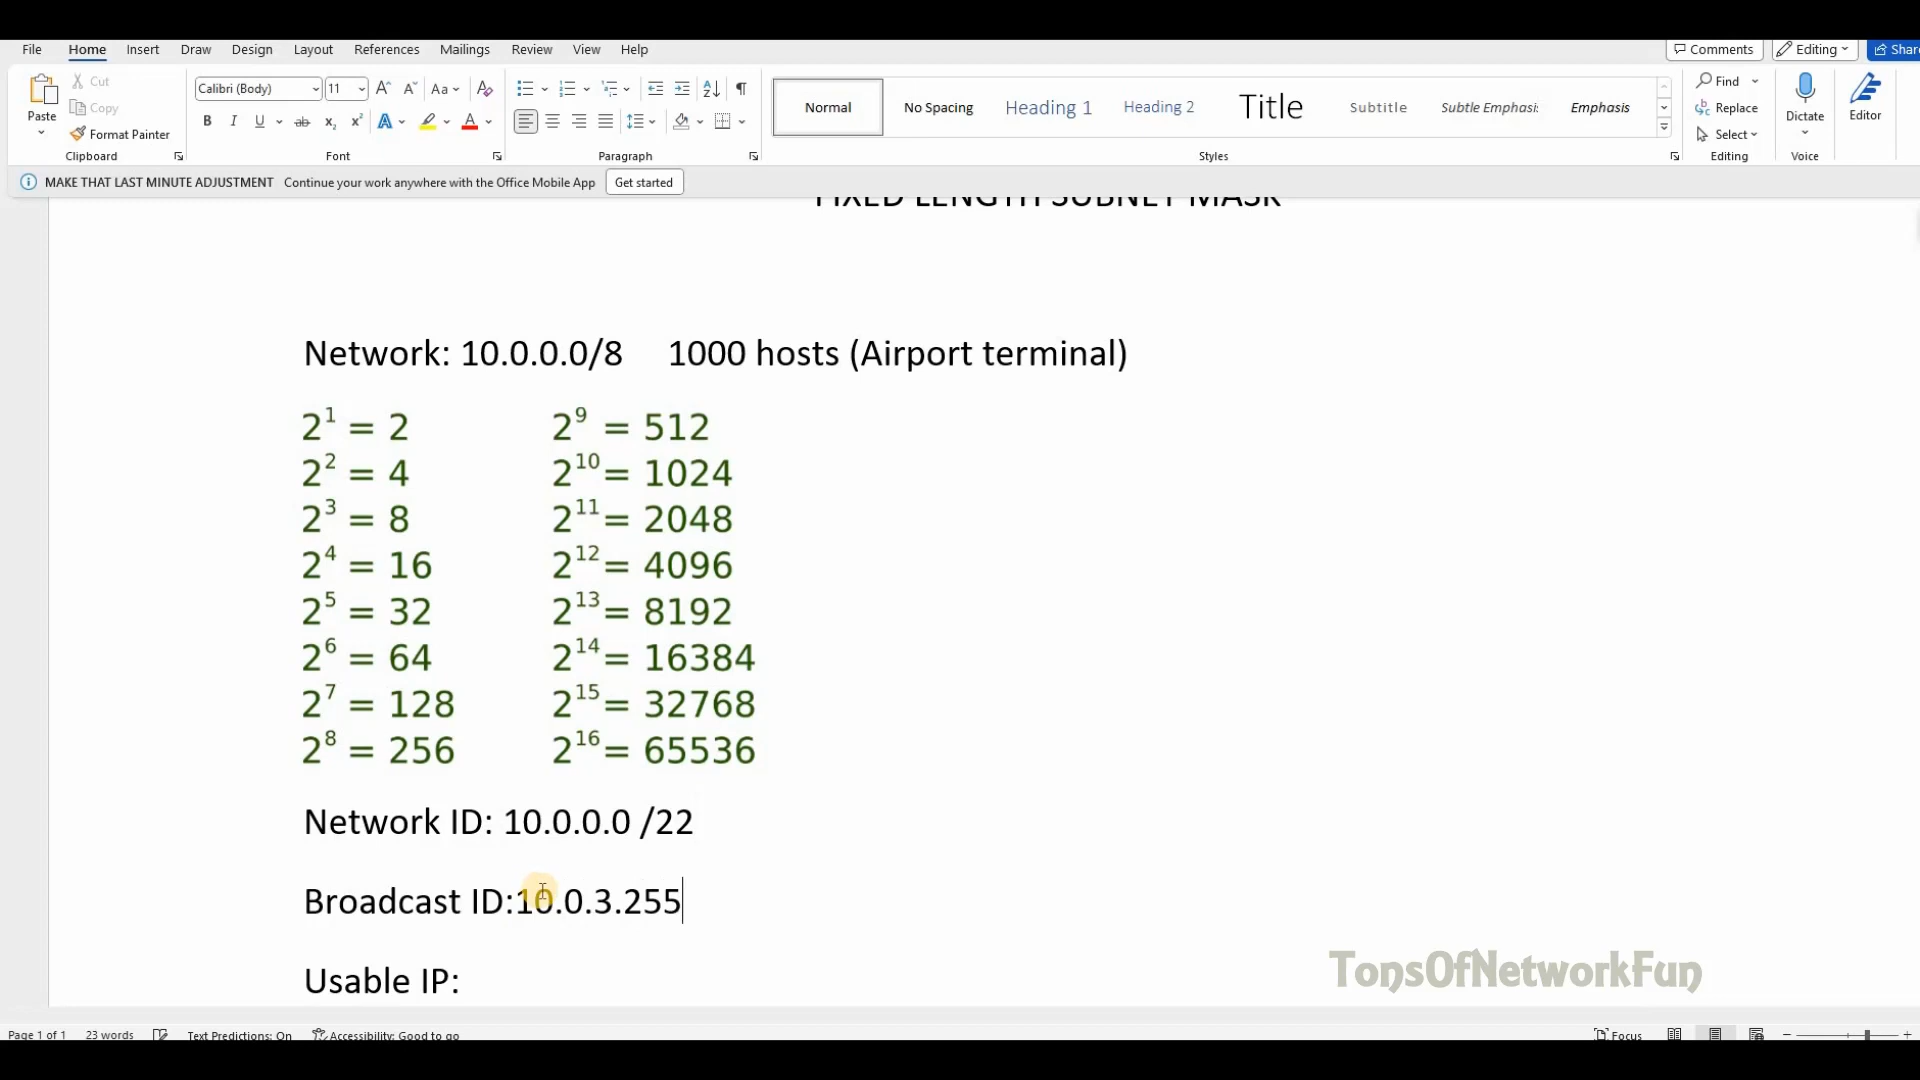 File Home Insert Draw Design Layout References Mailings Review View Help Comments Editing Share
Cut
Copy
Format Painter
Paste
Clipboard
Calibri (Body) 11
Font
Paragraph
Normal No Spacing Heading 1 Heading 2 Title Subtitle Subtle Emphasis Emphasis
Styles
Find
Replace
Select
Editing
Dictate
Voice
Editor
MAKE THAT LAST MINUTE ADJUSTMENT Continue your work anywhere with the Office Mobile App Get started
FIXED LENGTH SUBNET MASK
Network: 10.0.0.0/8 1000 hosts (Airport terminal)
2¹ = 2 2⁹ = 512
2² = 4 2¹⁰ = 1024
2³ = 8 2¹¹ = 2048
2⁴ = 16 2¹² = 4096
2⁵ = 32 2¹³ = 8192
2⁶ = 64 2¹⁴ = 16384
2⁷ = 128 2¹⁵ = 32768
2⁸ = 256 2¹⁶ = 65536
Network ID: 10.0.0.0 /22
Broadcast ID:10.0.3.255
Usable IP:
TonsOfNetworkFun
Page 1 of 1 23 words Text Predictions: On Accessibility: Good to go Focus